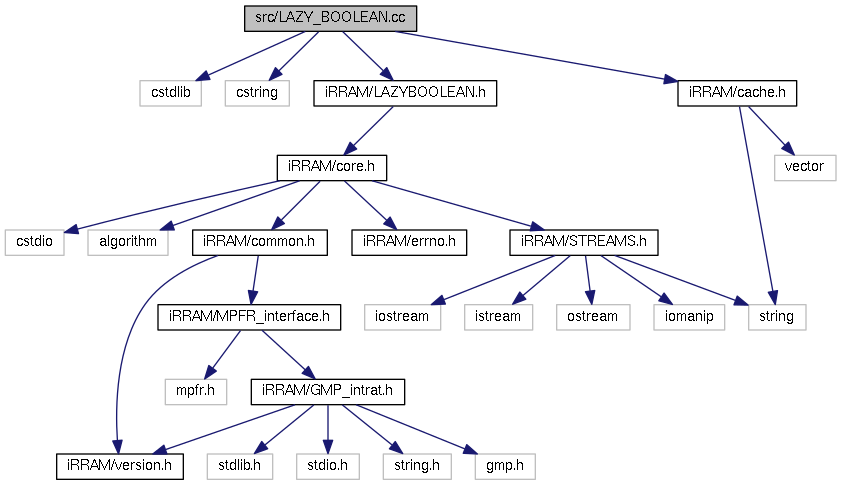 src/LAZY_BOOLEAN.cc
cstdlib
cstring
iRRAM/LAZYBOOLEAN.h
iRRAM/cache.h
iRRAM/core.h
vector
cstdio
algorithm
iRRAM/common.h
iRRAM/errno.h
iRRAM/STREAMS.h
iRRAM/MPFR_interface.h
iostream
istream
ostream
iomanip
string
mpfr.h
iRRAM/GMP_intrat.h
iRRAM/version.h
stdlib.h
stdio.h
string.h
gmp.h